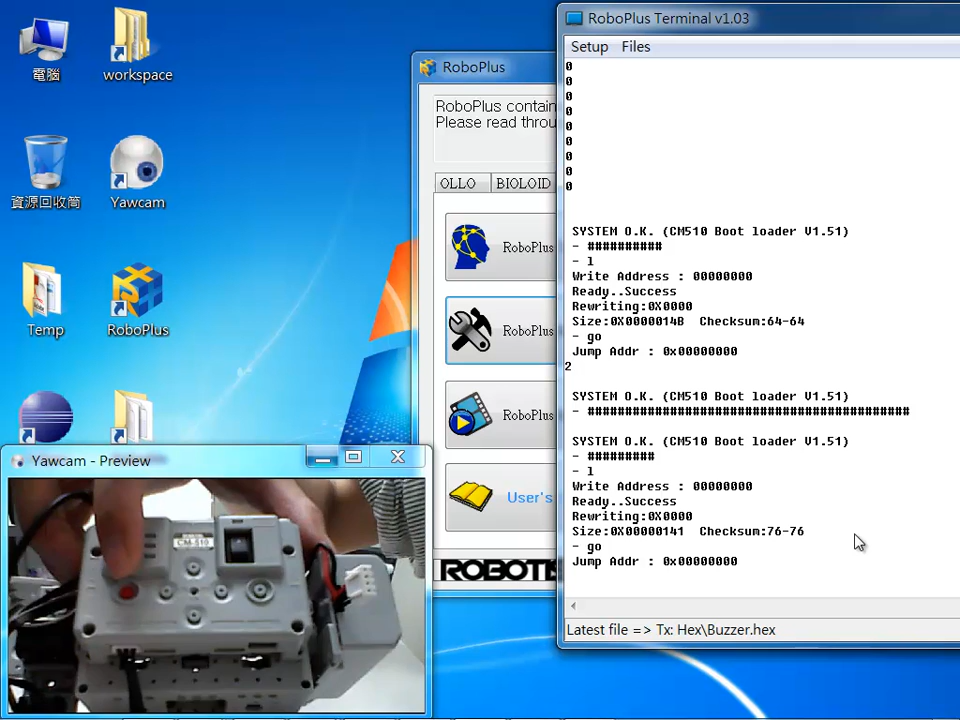 電腦
workspace
資源回收筒
Yawcam
Temp
RoboPlus
RoboPlus
RoboPlus contain
Please read throu
OLLO
BIOLOID
RoboPlus
RoboPlus
RoboPlus
User's
ROBOTIS
RoboPlus Terminal v1.03
Setup Files
0
0
0
0
0
0
0
0
0
SYSTEM O.K. (CM510 Boot loader V1.51)
- ##########
- l
Write Address : 00000000
Ready..Success
Rewriting:0X0000
Size:0X0000014B Checksum:64-64
- go
Jump Addr : 0x00000000
2
SYSTEM O.K. (CM510 Boot loader V1.51)
- ###########################################
SYSTEM O.K. (CM510 Boot loader V1.51)
- #########
- l
Write Address : 00000000
Ready..Success
Rewriting:0X0000
Size:0X00000141 Checksum:76-76
- go
Jump Addr : 0x00000000
Latest file => Tx: Hex\Buzzer.hex
Yawcam - Preview
CM-510